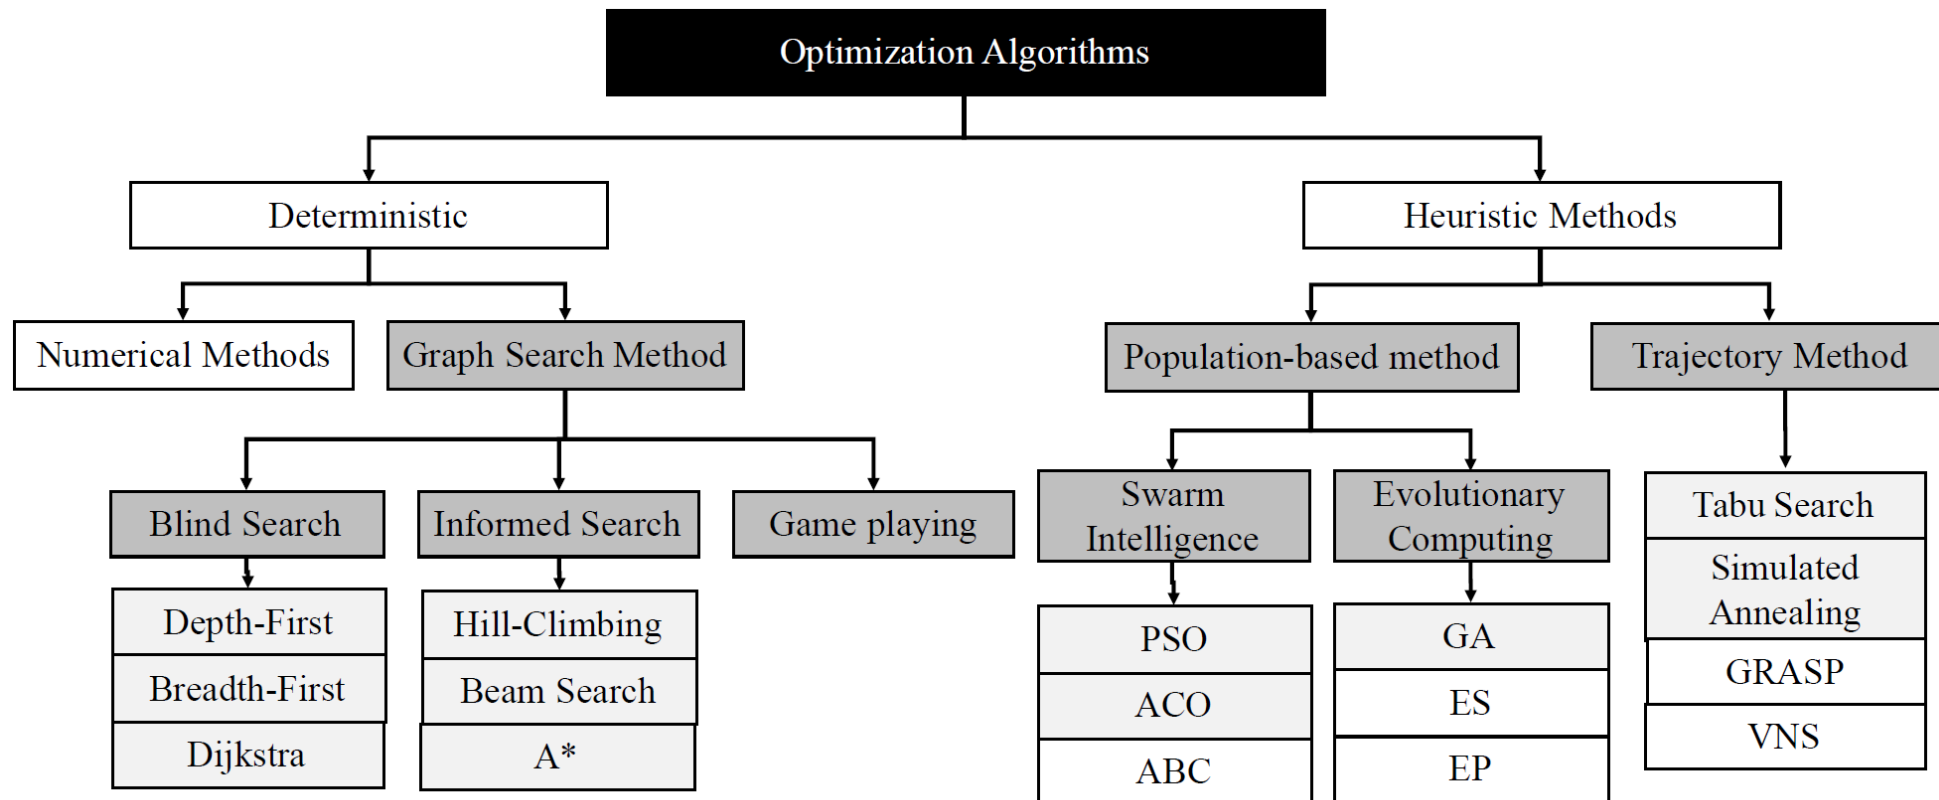 Optimization Algorithms
Deterministic
Heuristic Methods
Numerical Methods
Graph Search Method
Population-based method
Trajectory Method
Blind Search
Informed Search
Game playing
Swarm
Intelligence
Evolutionary
Computing
Tabu Search
Simulated
Annealing
GRASP
VNS
Depth-First
Breadth-First
Dijkstra
Hill-Climbing
Beam Search
A*
PSO
ACO
ABC
GA
ES
EP